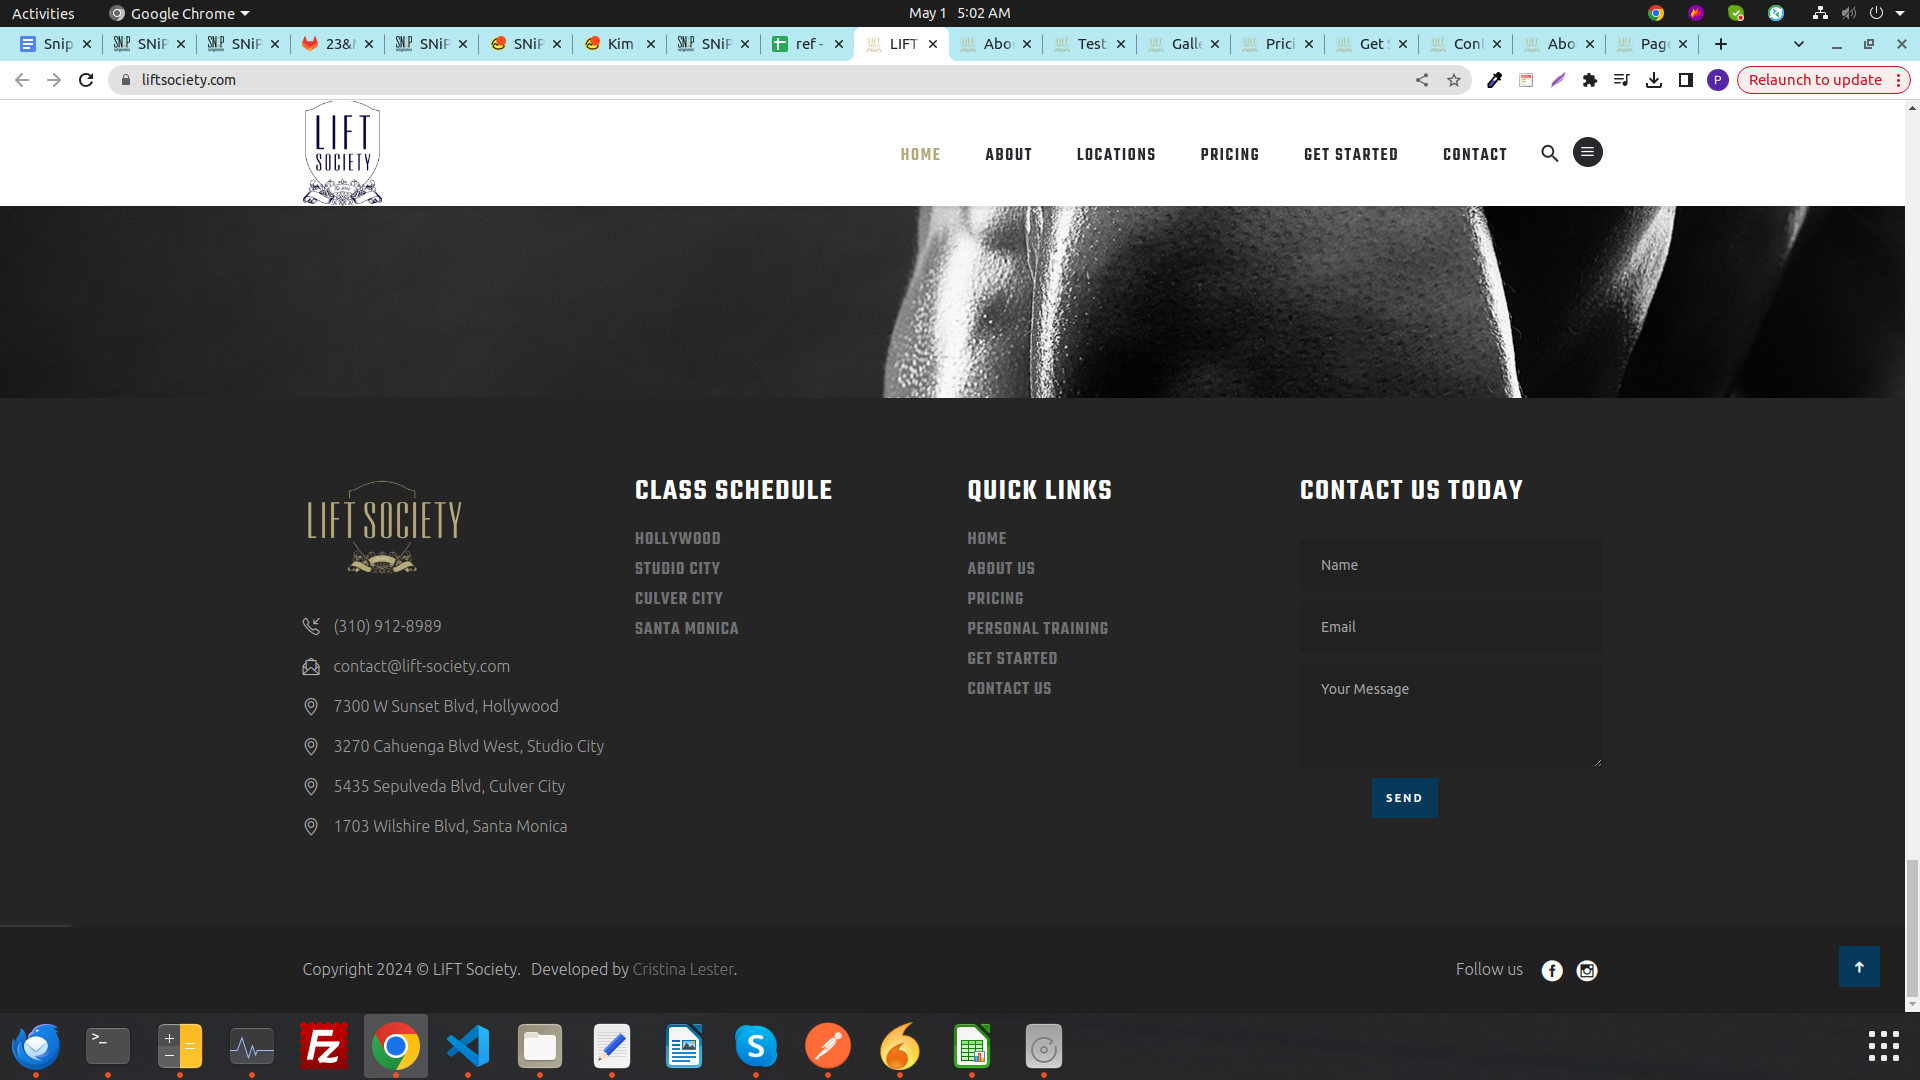 Activities
Google Chrome
May 1 5:02 AM
Snip
SNiP
SNiP
23&
SNiP
SNiP
Kim
SNiP
ref -
LIFT
Abo
Test
Galle
Prici
Get
Cont
Abo
Page
liftsociety.com
P
Relaunch to update
LIFT
SOCIETY
HOME
ABOUT
LOCATIONS
PRICING
GET STARTED
CONTACT
LIFT SOCIETY
(310) 912-8989
contact@lift-society.com
7300 W Sunset Blvd, Hollywood
3270 Cahuenga Blvd West, Studio City
5435 Sepulveda Blvd, Culver City
1703 Wilshire Blvd, Santa Monica
CLASS SCHEDULE
HOLLYWOOD
STUDIO CITY
CULVER CITY
SANTA MONICA
QUICK LINKS
HOME
ABOUT US
PRICING
PERSONAL TRAINING
GET STARTED
CONTACT US
CONTACT US TODAY
Name
Email
Your Message
SEND
Copyright 2024 © LIFT Society. Developed by Cristina Lester.
Follow us